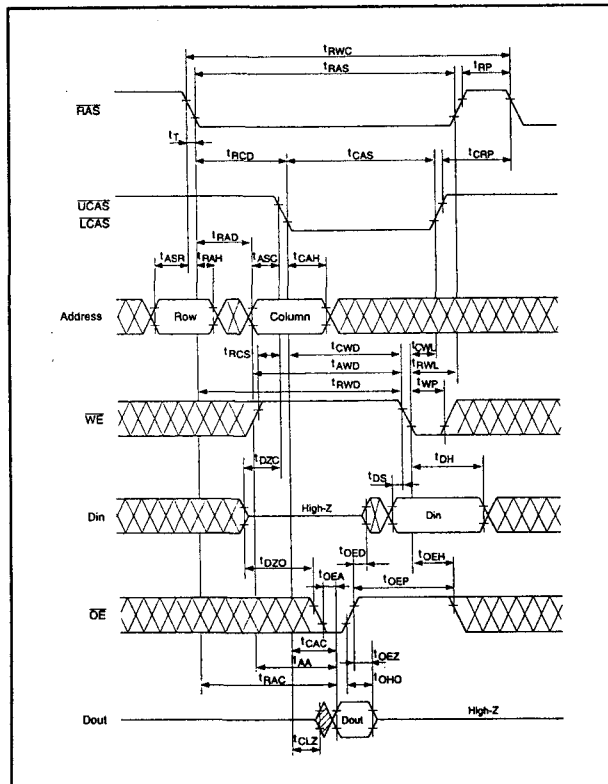 tRWC
tRAS
tRP
RAS
tT
tRCD
tCAS
tCRP
UCAS
LCAS
tRAD
tASR
tRAH
tASC
tCAH
Address
Row
Column
tRCS
tCWD
tCWL
tAWD
tRWL
tRWD
tWP
WE
tDZC
tDS
tDH
Din
High-Z
Din
tDZO
tOED
tOEH
tOEA
tOEP
OE
tCAC
tOEZ
tAA
tOHO
tRAC
Dout
Dout
High-Z
tCLZ